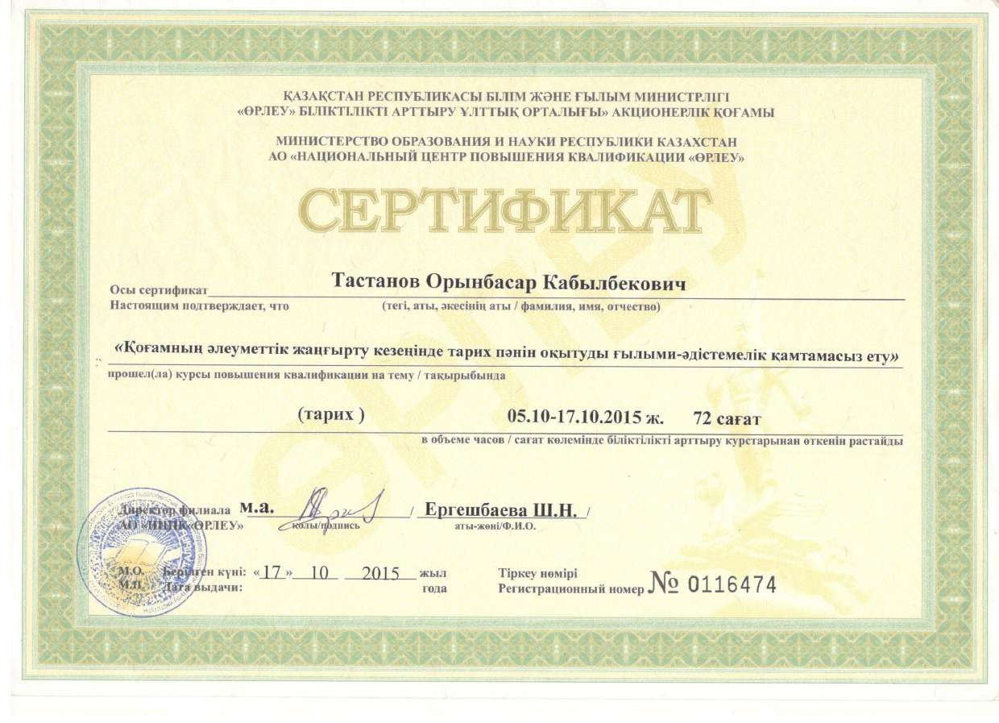 ҚАЗАҚСТАН РЕСПУБЛИКАСЫ БІЛІМ ЖӘНЕ ҒЫЛЫМ МИНИСТРЛІГІ
«ӨРЛЕУ» БІЛІКТІЛІКТІ АРТТЫРУ ҰЛТТЫҚ ОРТАЛЫҒЫ» АКЦИОНЕРЛІК ҚОҒАМЫ
МИНИСТЕРСТВО ОБРАЗОВАНИЯ И НАУКИ РЕСПУБЛИКИ КАЗАХСТАН
АО «НАЦИОНАЛЬНЫЙ ЦЕНТР ПОВЫШЕНИЯ КВАЛИФИКАЦИИ «ӨРЛЕУ»
СЕРТИФИКАТ
Осы сертификат Тастанов Орынбасар Кабылбекович
Настоящим подтверждает, что (тегі, аты, әкесінің аты / фамилия, имя, отчество)
«Қоғамның әлеуметтік жаңғырту кезеңінде тарих пәнін оқытуды ғылыми-әдістемелік қамтамасыз ету»
прошел(ла) курсы повышения квалификации на тему / тақырыбында
(тарих ) 05.10-17.10.2015 ж. 72 сағат
в объеме часов / сағат көлемінде біліктілікті арттыру курстарынан өткенін растайды
Директор филиала м.а. / Ергешбаева Ш.Н. /
АО «НЦПК«ӨРЛЕУ» қолы/подпись аты-жөні/Ф.И.О.
М.О. Берілген күні: «17» 10 2015 жыл Тіркеу нөмірі
М.П. Дата выдачи: года Регистрационный номер № 0116474
ӨРЛЕУ